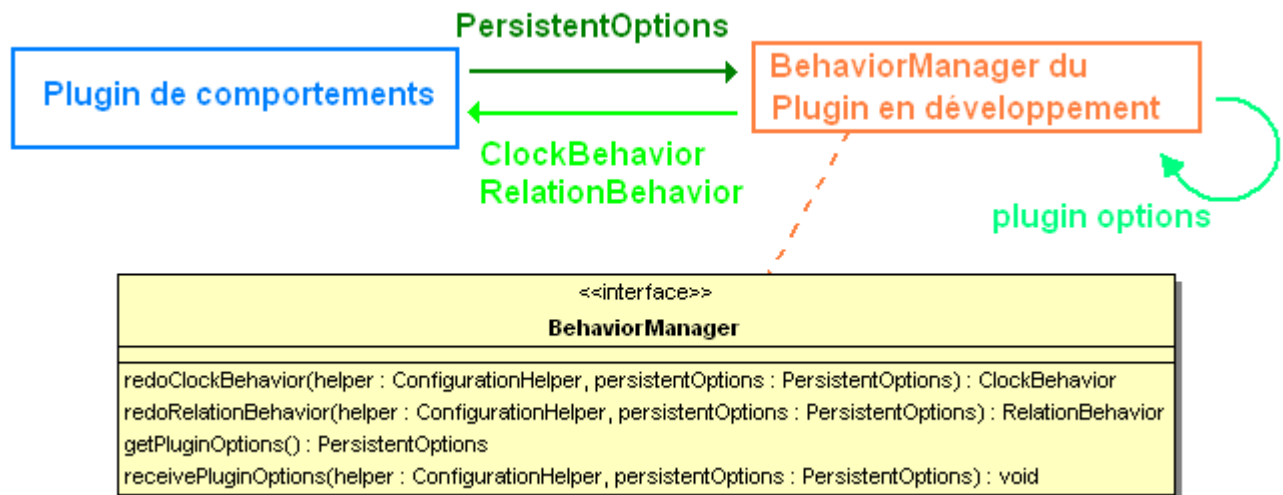 PersistentOptions
Plugin de comportements
BehaviorManager du
Plugin en développement
ClockBehavior
RelationBehavior
plugin options
<<interface>>
BehaviorManager
redoClockBehavior(helper : ConfigurationHelper, persistentOptions : PersistentOptions) : ClockBehavior
redoRelationBehavior(helper : ConfigurationHelper, persistentOptions : PersistentOptions) : RelationBehavior
getPluginOptions() : PersistentOptions
receivePluginOptions(helper : ConfigurationHelper, persistentOptions : PersistentOptions) : void